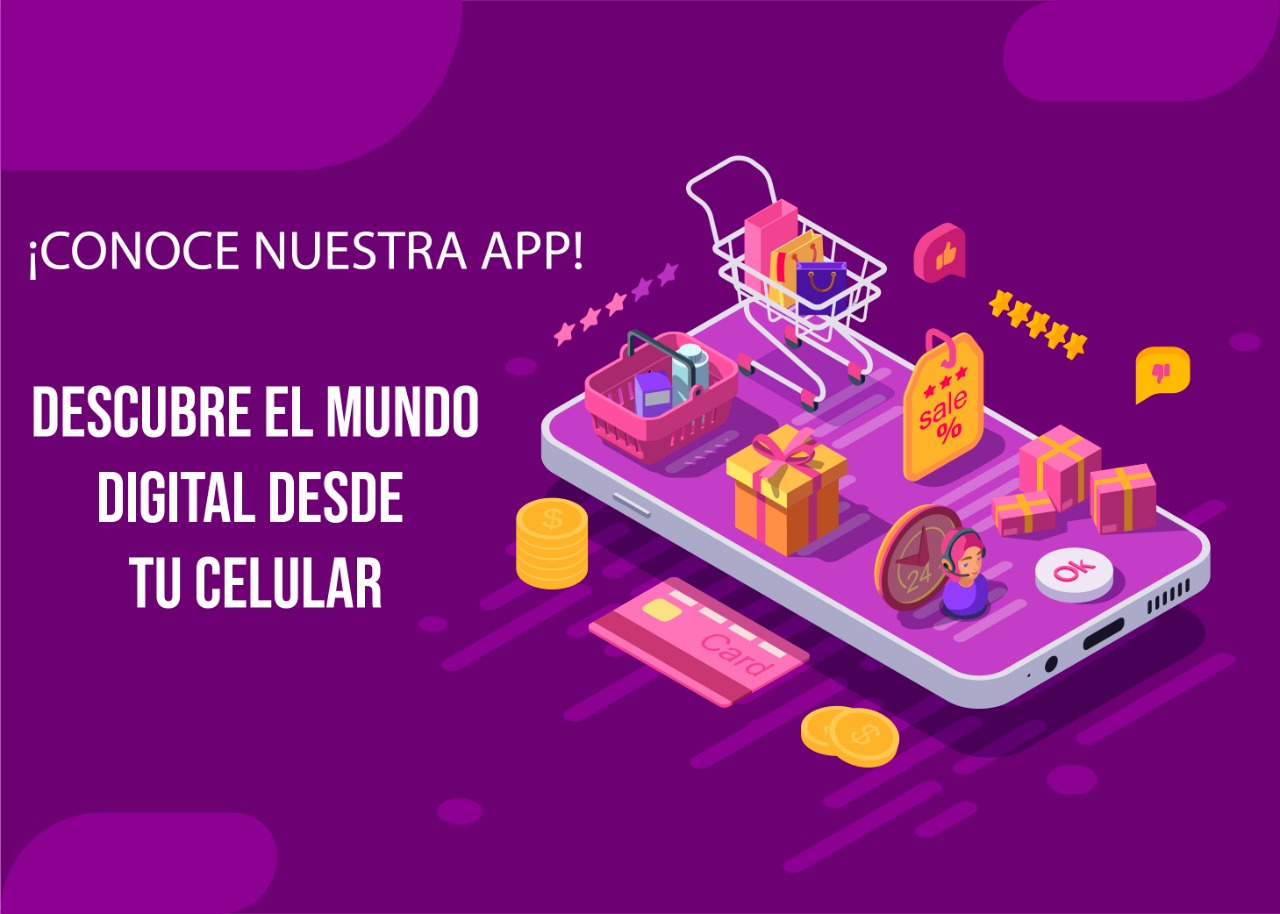 ¡CONOCE NUESTRA APP!
DESCUBRE EL MUNDO
DIGITAL DESDE
TU CELULAR
sale
%
24
Ok
$
Card
$